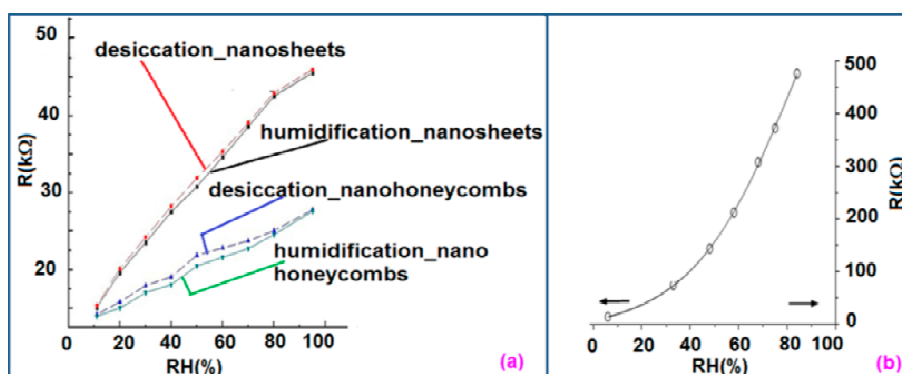 50
40
30
20
R(kΩ)
desiccation_nanosheets
humidification_nanosheets
desiccation_nanohoneycombs
humidification_nano
honeycombs
0 20 40 60 80 100
RH(%)
(a)
500
400
300
200
100
0
R(kΩ)
0 20 40 60 80 100
RH(%)
(b)